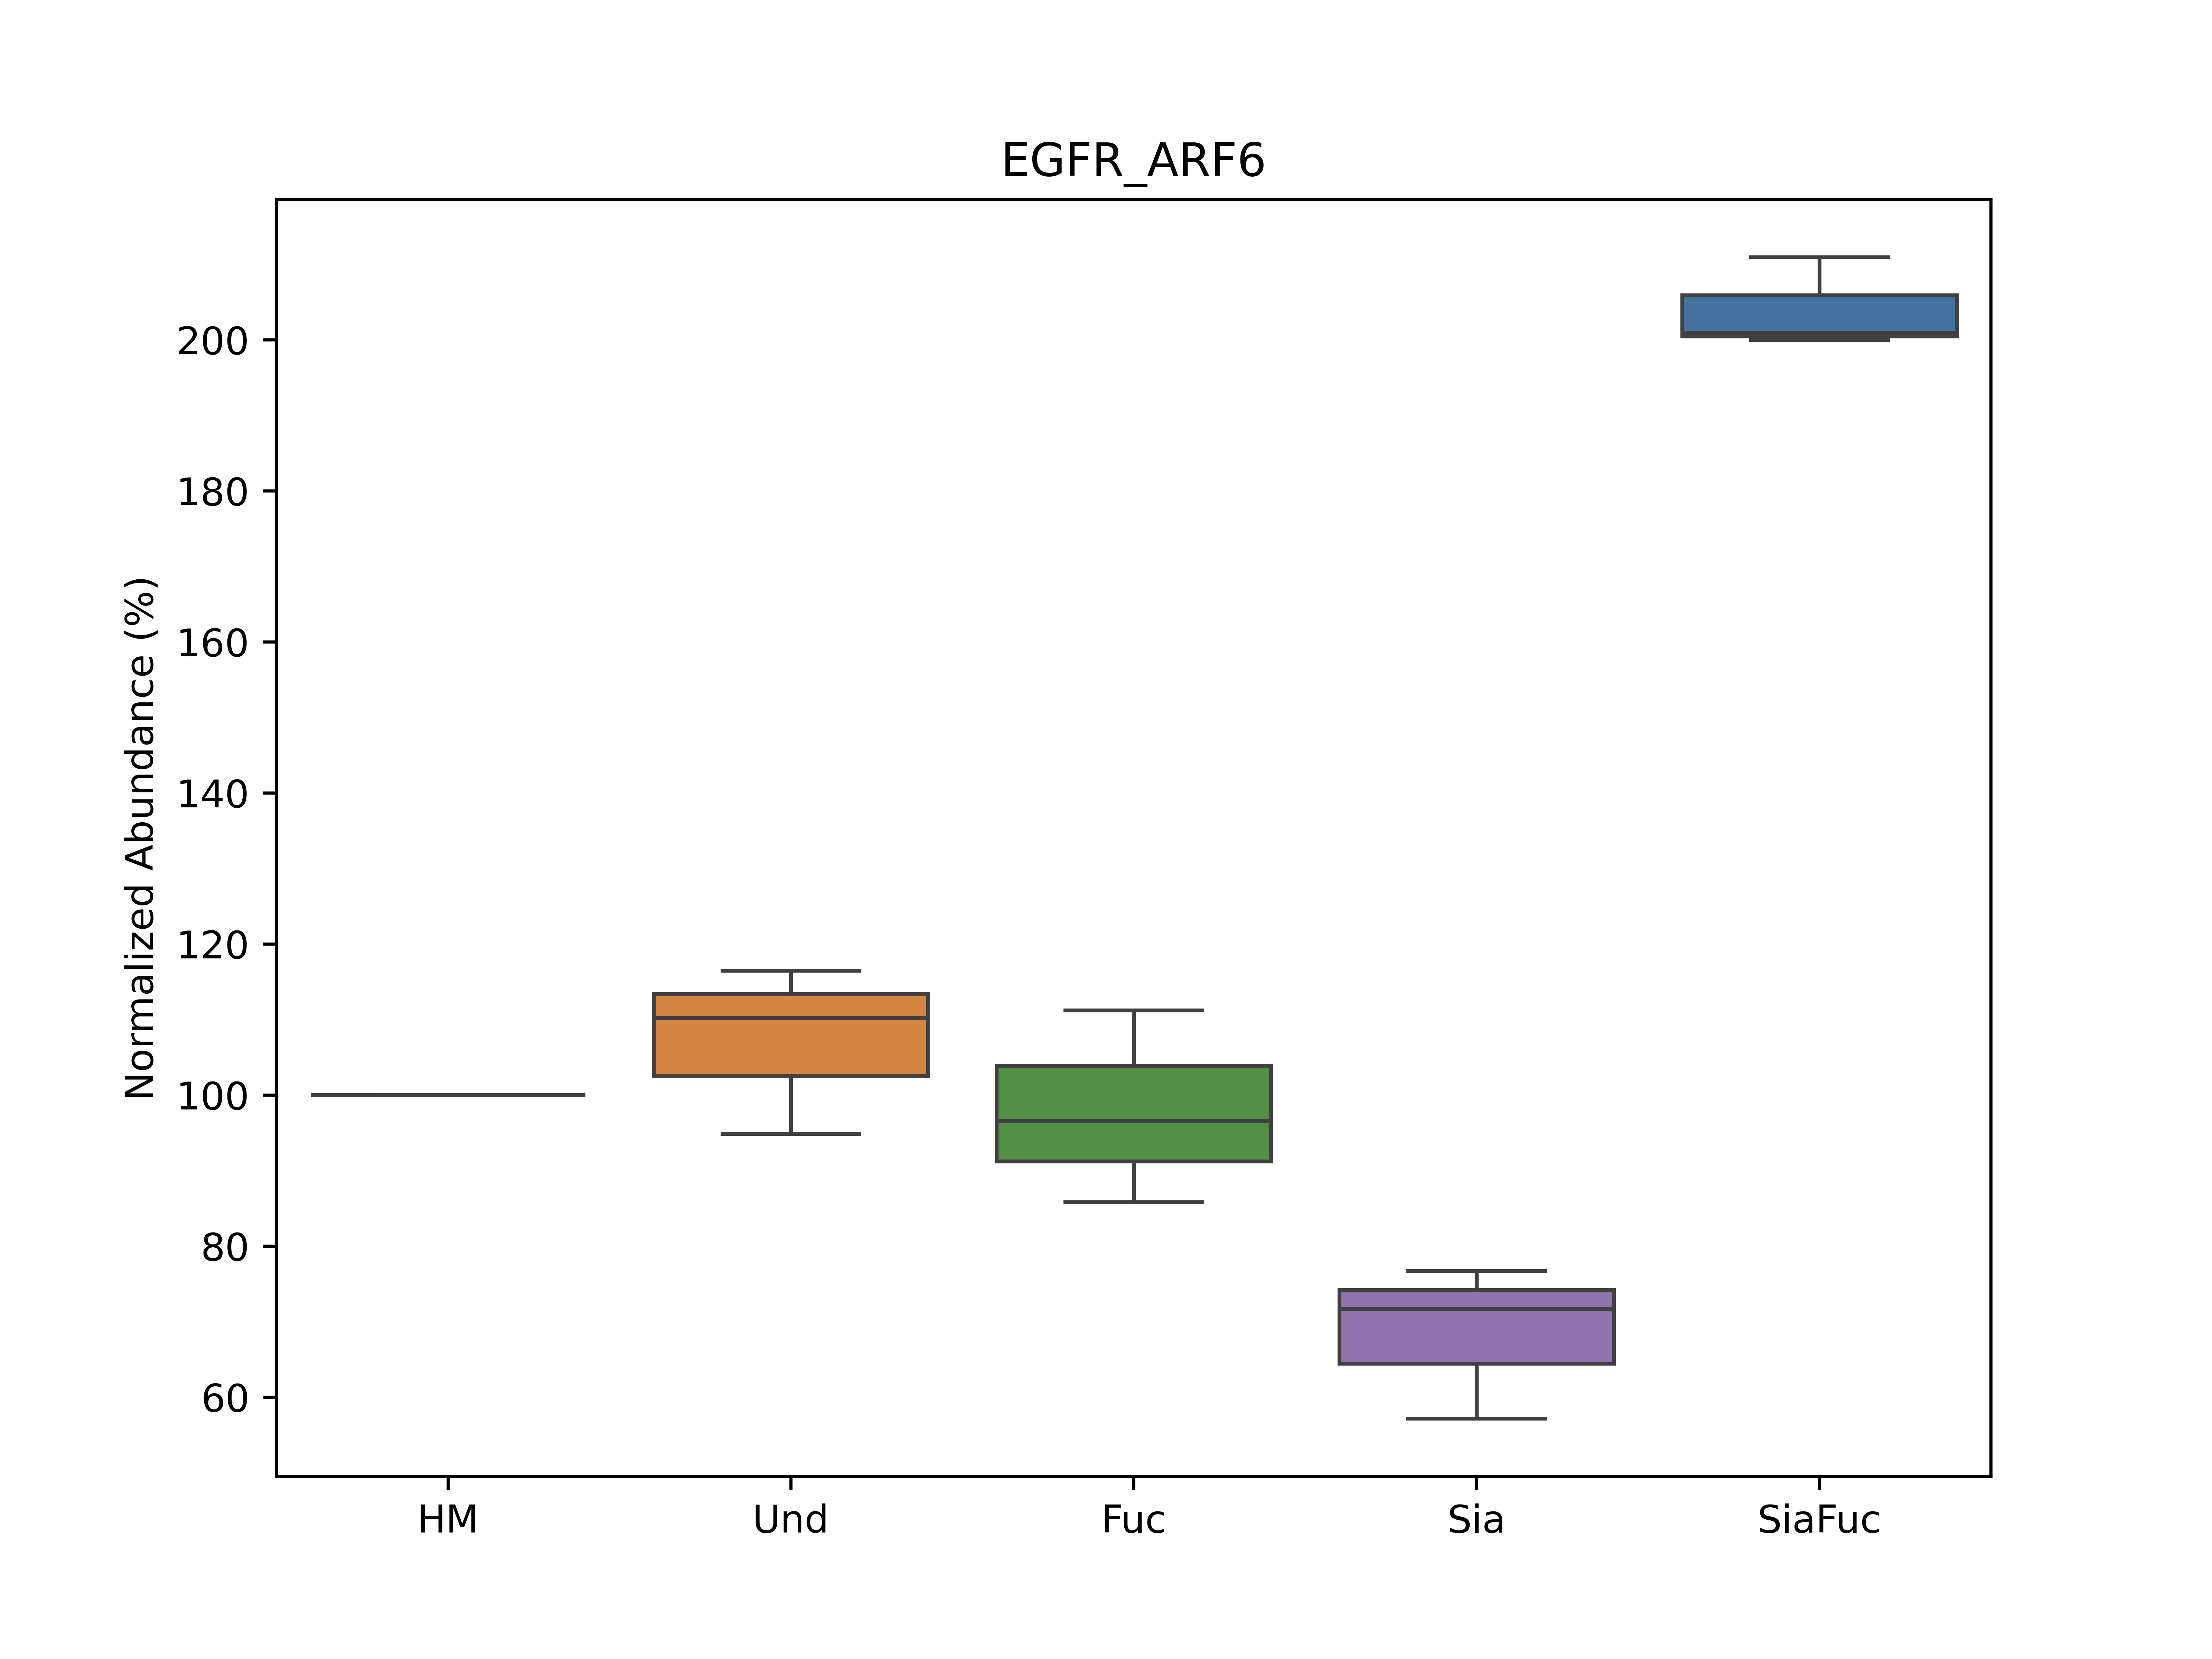 EGFR_ARF6
Normalized Abundance (%)
200
180
160
140
120
100
80
60
HM
Und
Fuc
Sia
SiaFuc